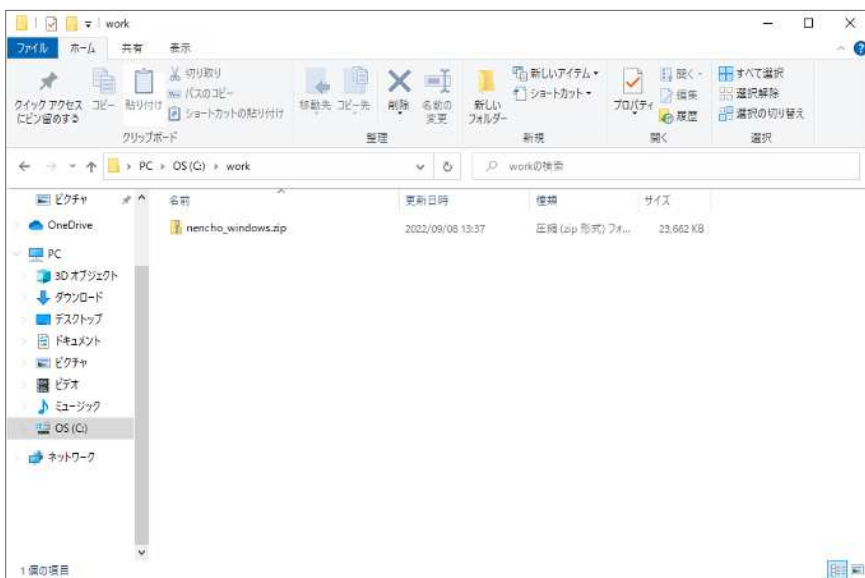 work
ファイル ホーム 共有 表示
クイック アクセスにピン留めする
コピー
貼り付け
切り取り
パスのコピー
ショートカットの貼り付け
クリップボード
移動先
コピー先
削除
名前の変更
整理
新しいフォルダー
新しいアイテム
ショートカット
新規
プロパティ
開く
編集
履歴
開く
すべて選択
選択解除
選択の切り替え
選択
PC OS (C:) work
workの検索
ピクチャ
OneDrive
PC
3D オブジェクト
ダウンロード
デスクトップ
ドキュメント
ピクチャ
ビデオ
ミュージック
OS (C:)
ネットワーク
名前 更新日時 種類 サイズ
nencho_windows.zip 2022/09/08 13:37 圧縮 (zip 形式) フォ... 23,662 KB
1 個の項目